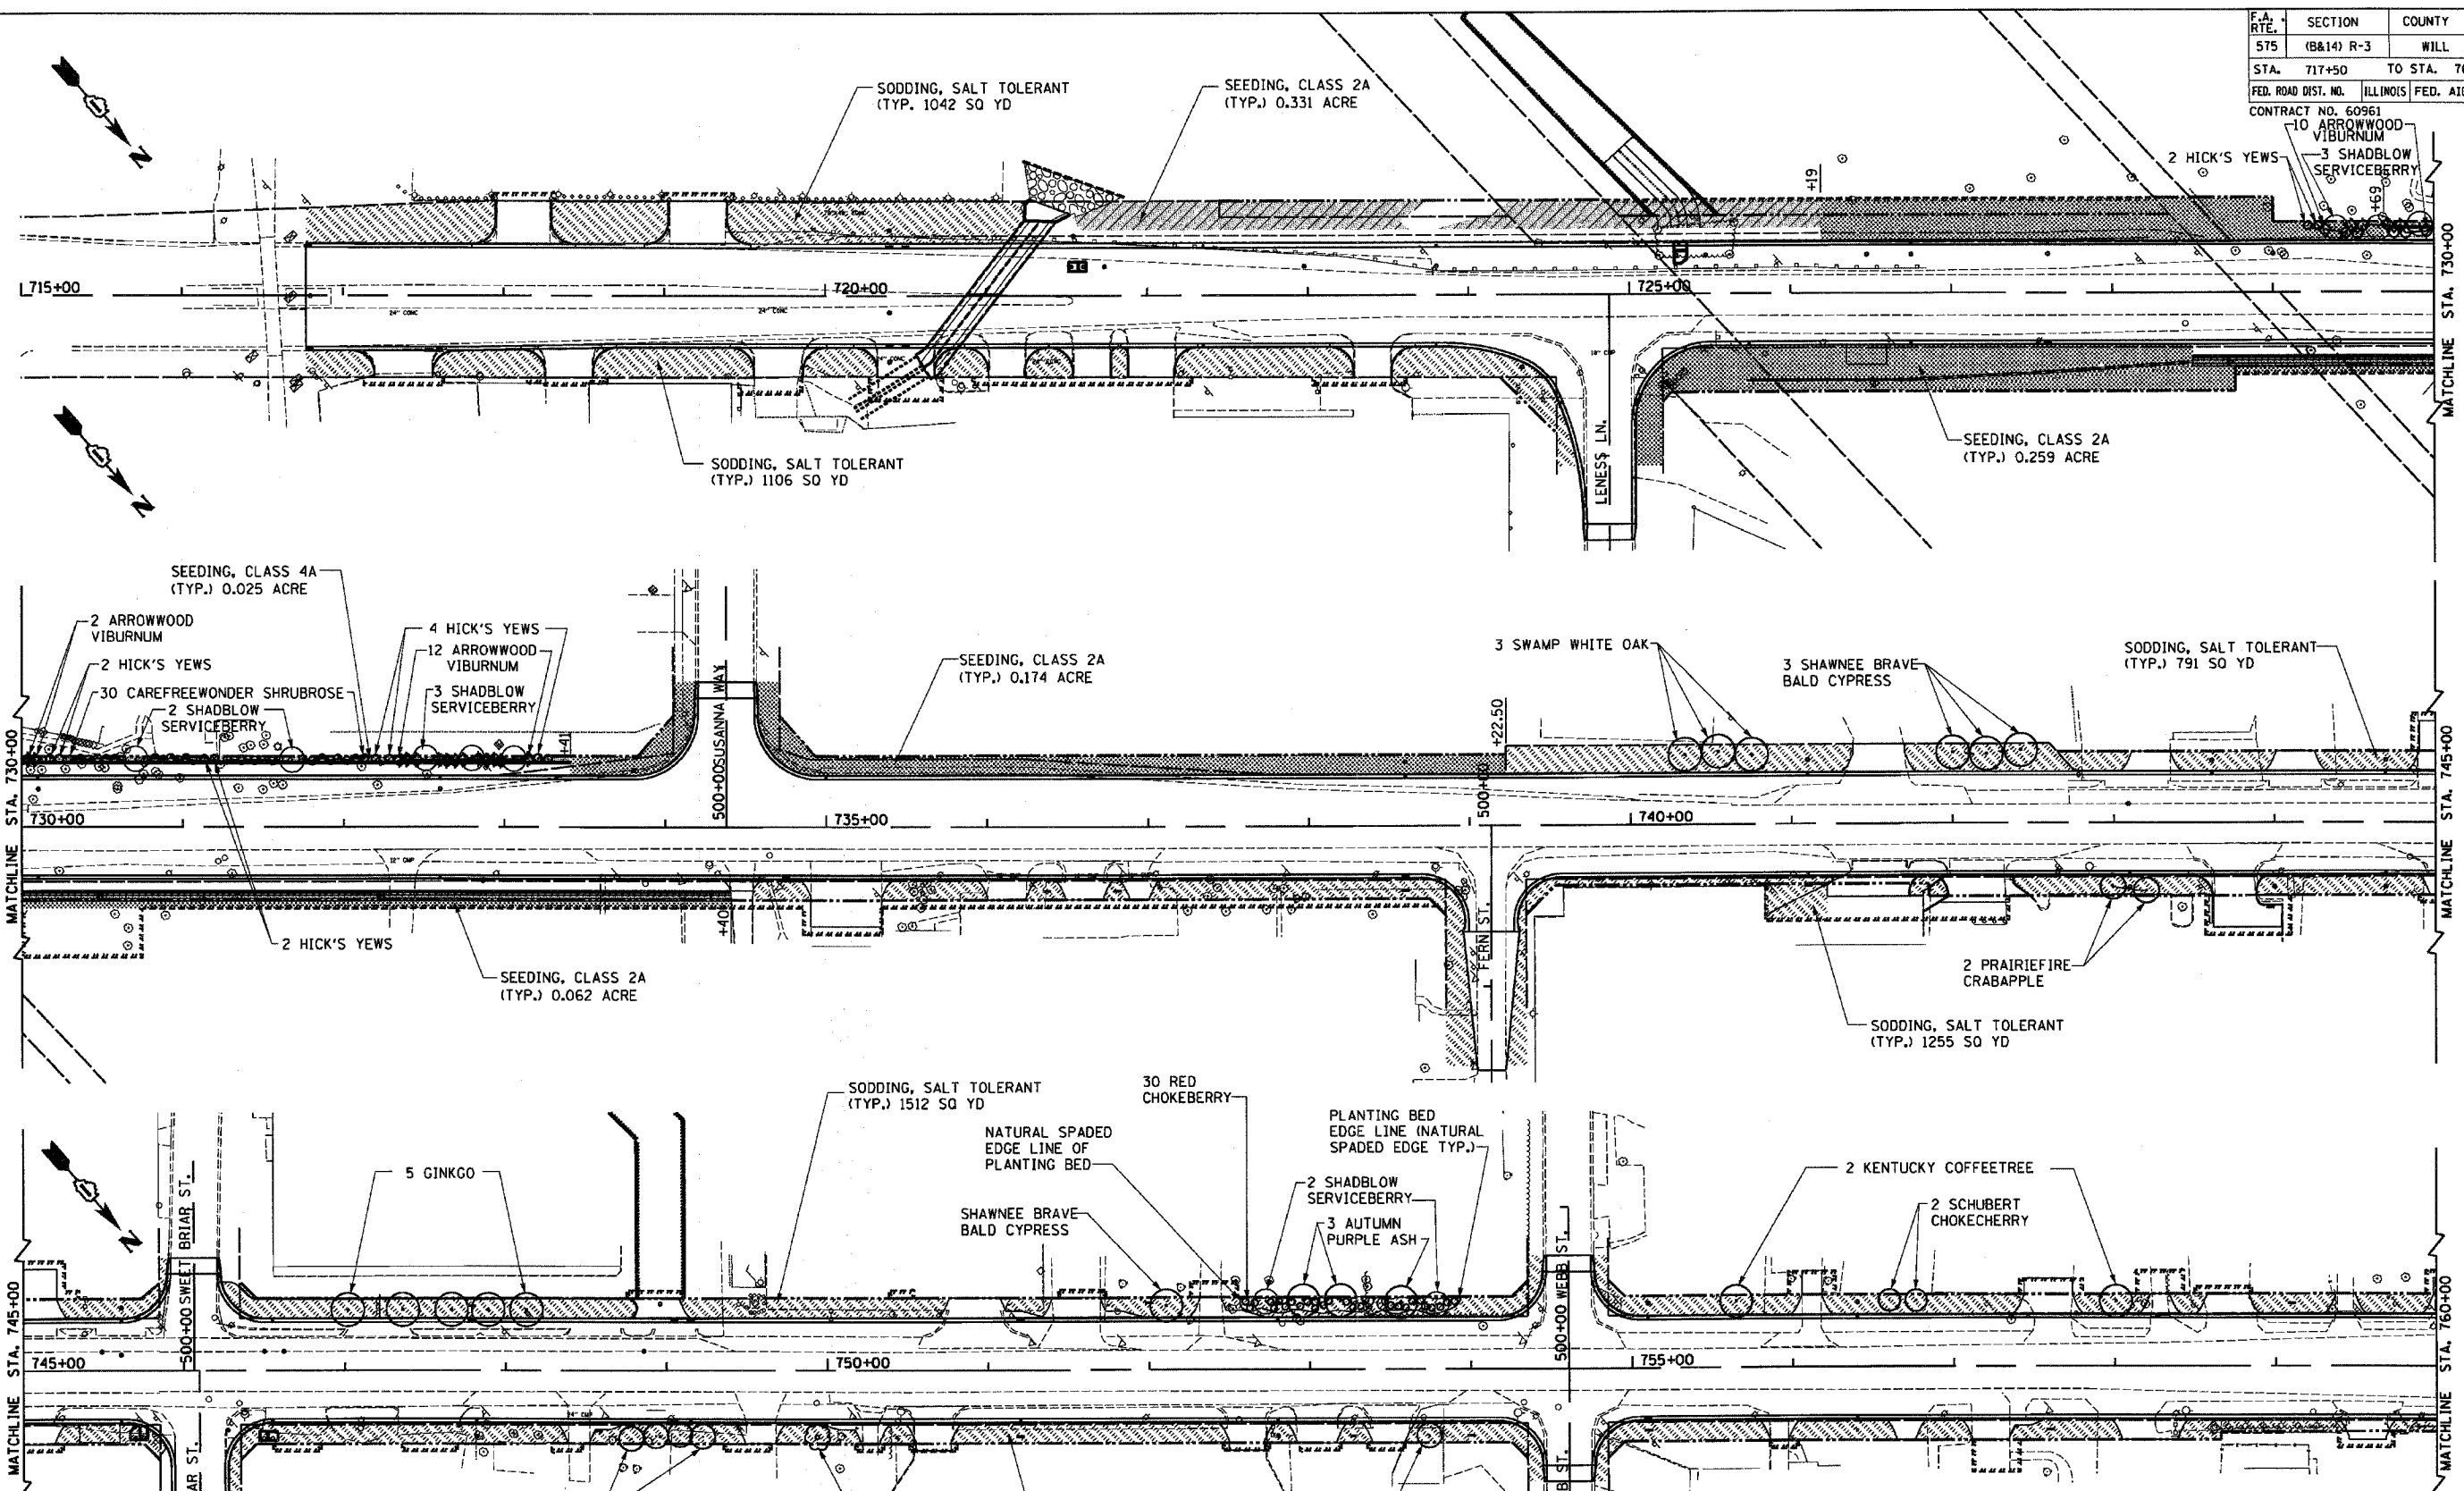 F.A. RTE. SECTION COUNTY
575 (B&14) R-3 WILL
STA. 717+50 TO STA.
FED. ROAD DIST. NO. ILLINOIS FED.
CONTRACT NO. 60961
10 ARROWWOOD
VIBURNUM
2 HICK'S YEWS
3 SHADBLOW
SERVICEBERRY
+69
+19
SODDING, SALT TOLERANT
(TYP. 1042 SQ YD
SEEDING, CLASS 2A
(TYP.) 0.331 ACRE
N
715+00
720+00
725+00
24" CONC
24" CONC
MATCHLINE STA. 730+00
N
SODDING, SALT TOLERANT
(TYP.) 1106 SQ YD
LENESS LN.
SEEDING, CLASS 2A
(TYP.) 0.259 ACRE
SEEDING, CLASS 4A
(TYP.) 0.025 ACRE
2 ARROWWOOD
VIBURNUM
2 HICK'S YEWS
30 CAREFREEWONDER SHRUBROSE
2 SHADBLOW
SERVICEBERRY
4 HICK'S YEWS
12 ARROWWOOD
VIBURNUM
3 SHADBLOW
SERVICEBERRY
+41
500+00 SUSANNA WAY
SEEDING, CLASS 2A
(TYP.) 0.174 ACRE
+22.50
3 SWAMP WHITE OAK
3 SHAWNEE BRAVE
BALD CYPRESS
SODDING, SALT TOLERANT
(TYP.) 791 SQ YD
MATCHLINE STA. 730+00
730+00
735+00
500+00
740+00
MATCHLINE STA. 745+00
12" CMP
+40
2 HICK'S YEWS
SEEDING, CLASS 2A
(TYP.) 0.062 ACRE
FERN ST.
2 PRAIRIEFIRE
CRABAPPLE
SODDING, SALT TOLERANT
(TYP.) 1255 SQ YD
N
500+00 SWEET BRIAR ST.
5 GINKGO
SODDING, SALT TOLERANT
(TYP.) 1512 SQ YD
NATURAL SPADED
EDGE LINE OF
PLANTING BED
SHAWNEE BRAVE
BALD CYPRESS
30 RED
CHOKEBERRY
PLANTING BED
EDGE LINE (NATURAL
SPADED EDGE TYP.)
2 SHADBLOW
SERVICEBERRY
3 AUTUMN
PURPLE ASH
500+00 WEBB ST.
2 KENTUCKY COFFEETREE
2 SCHUBERT
CHOKECHERRY
MATCHLINE STA. 745+00
745+00
750+00
755+00
MATCHLINE STA. 760+00